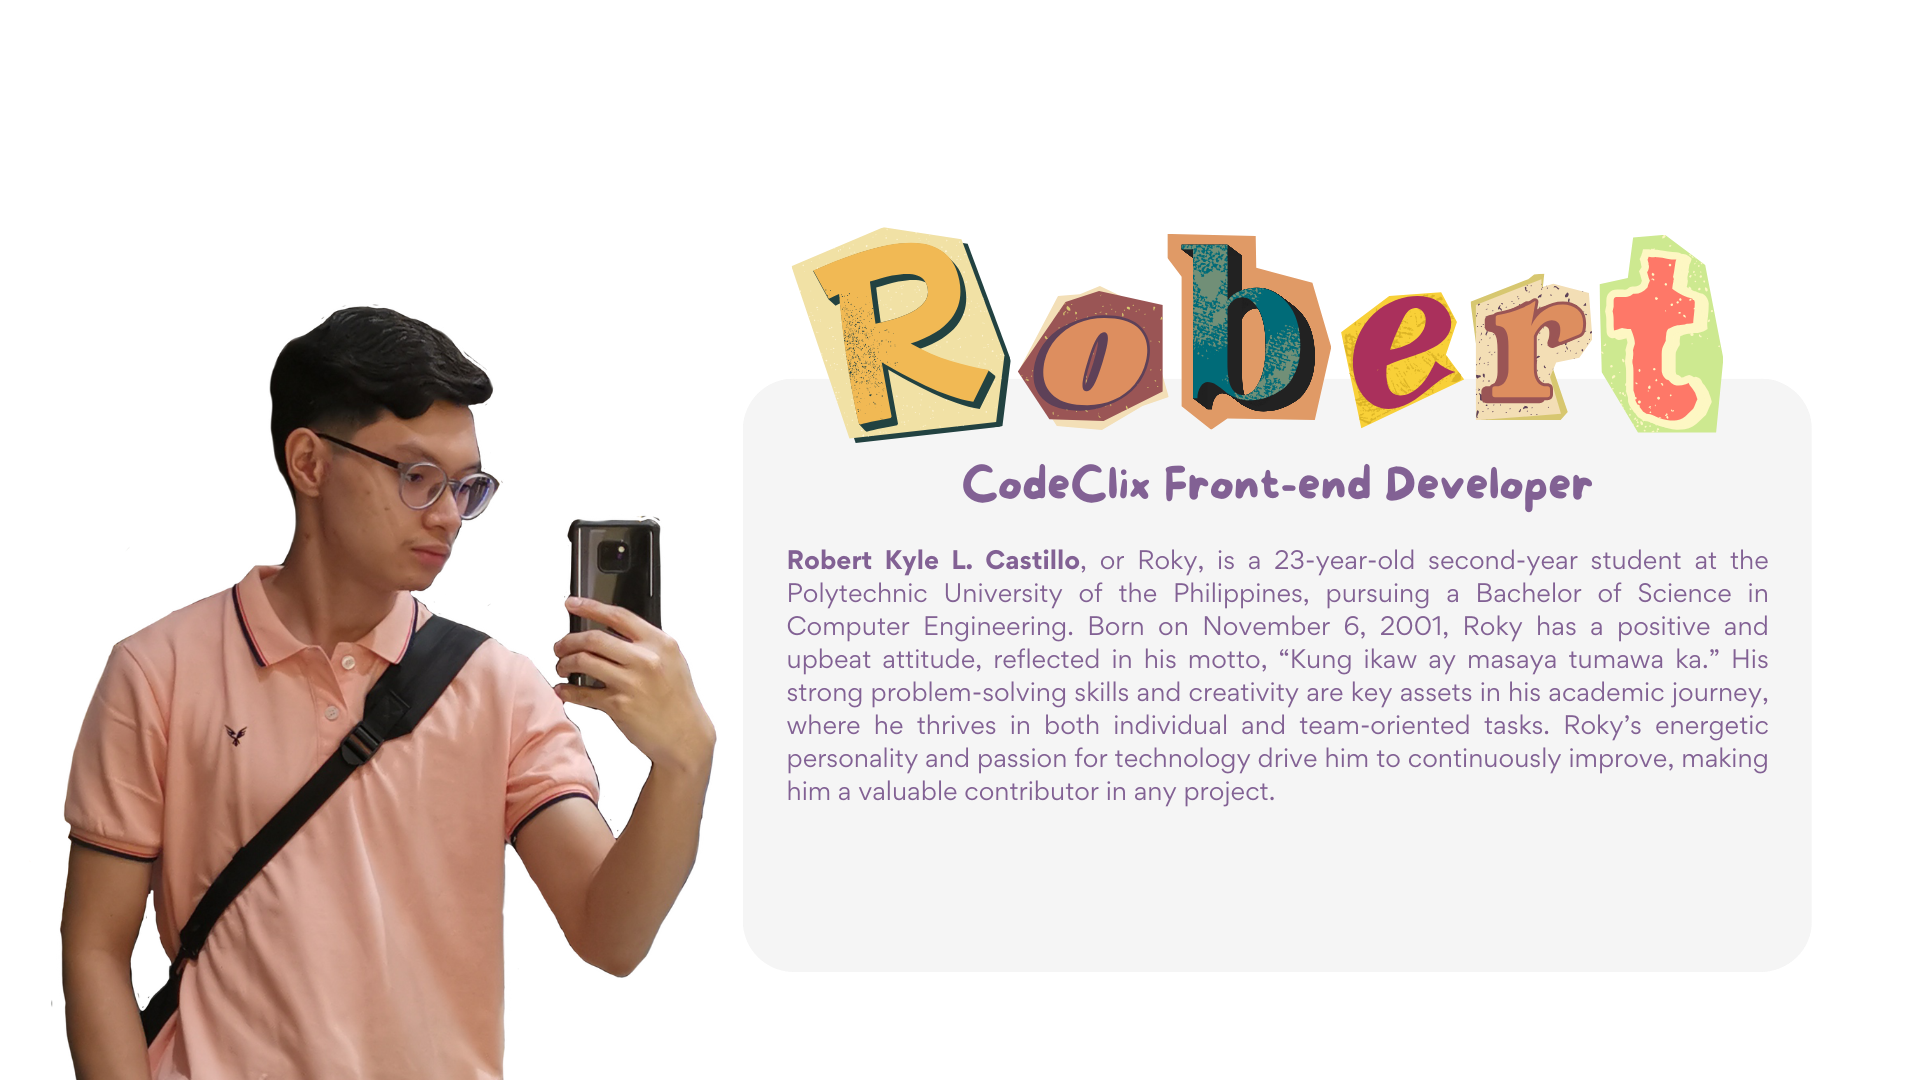 Robert
CodeClix Front-end Developer
Robert Kyle L. Castillo, or Roky, is a 23-year-old second-year student at the
Polytechnic University of the Philippines, pursuing a Bachelor of Science in
Computer Engineering. Born on November 6, 2001, Roky has a positive and
upbeat attitude, reflected in his motto, “Kung ikaw ay masaya tumawa ka.” His
strong problem-solving skills and creativity are key assets in his academic journey,
where he thrives in both individual and team-oriented tasks. Roky’s energetic
personality and passion for technology drive him to continuously improve, making
him a valuable contributor in any project.